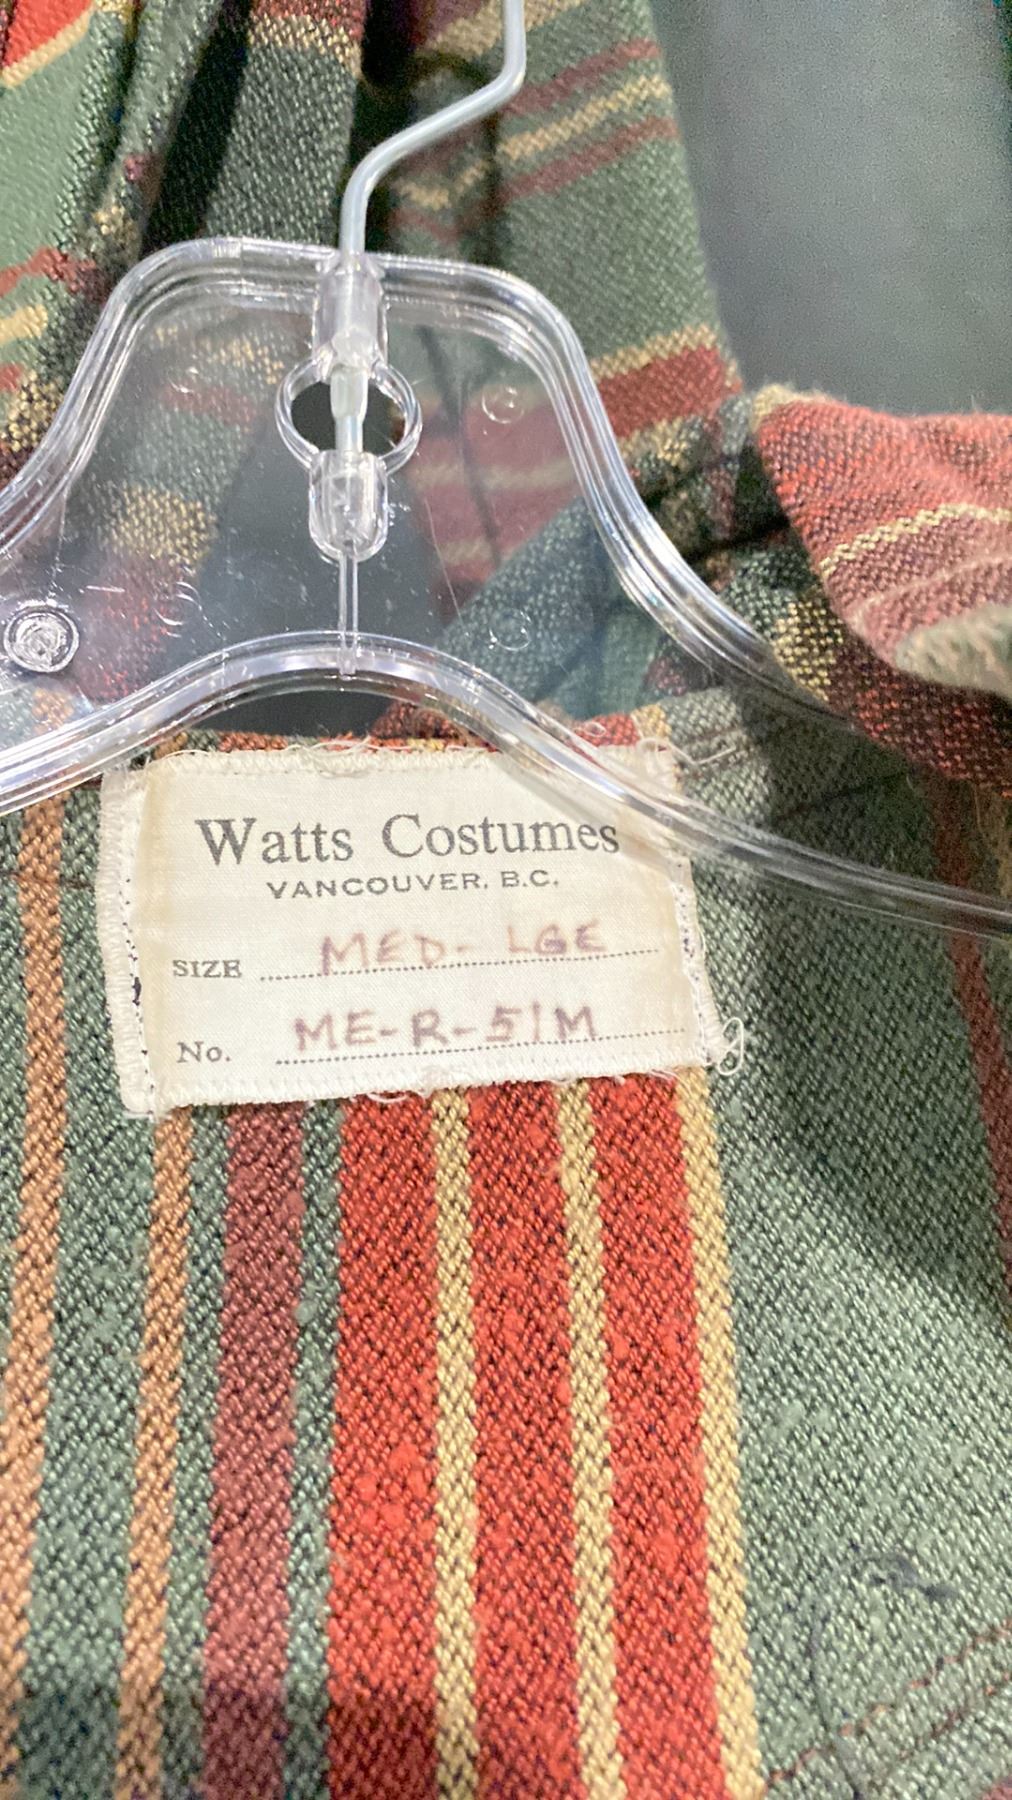 Watts Costumes
VANCOUVER, B.C.
SIZE MED- LGE
No. ME-R-51M